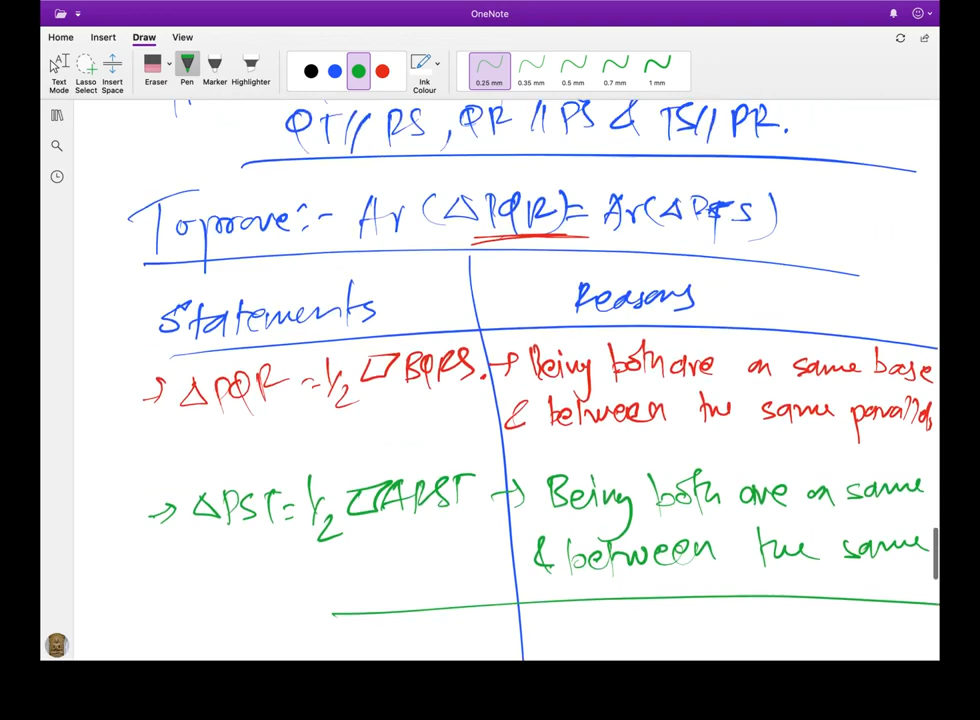 OneNote
Home Insert Draw View
Text Mode
Lasso Select
Insert Space
Eraser
Pen
Marker
Highlighter
Ink Colour
0.25 mm
0.35 mm
0.5 mm
0.7 mm
1 mm
QT//RS, QR //PS & TS// PR.
To prove:- Ar(△PQR)= Ar(△PTS)
Statements
Reasons
→ △PQR = 1/2 ▱BQRS.
→ Being both are on same base
& between the same parallels
→ △PST = 1/2 ▱ARST
→ Being both are on same
& between the same